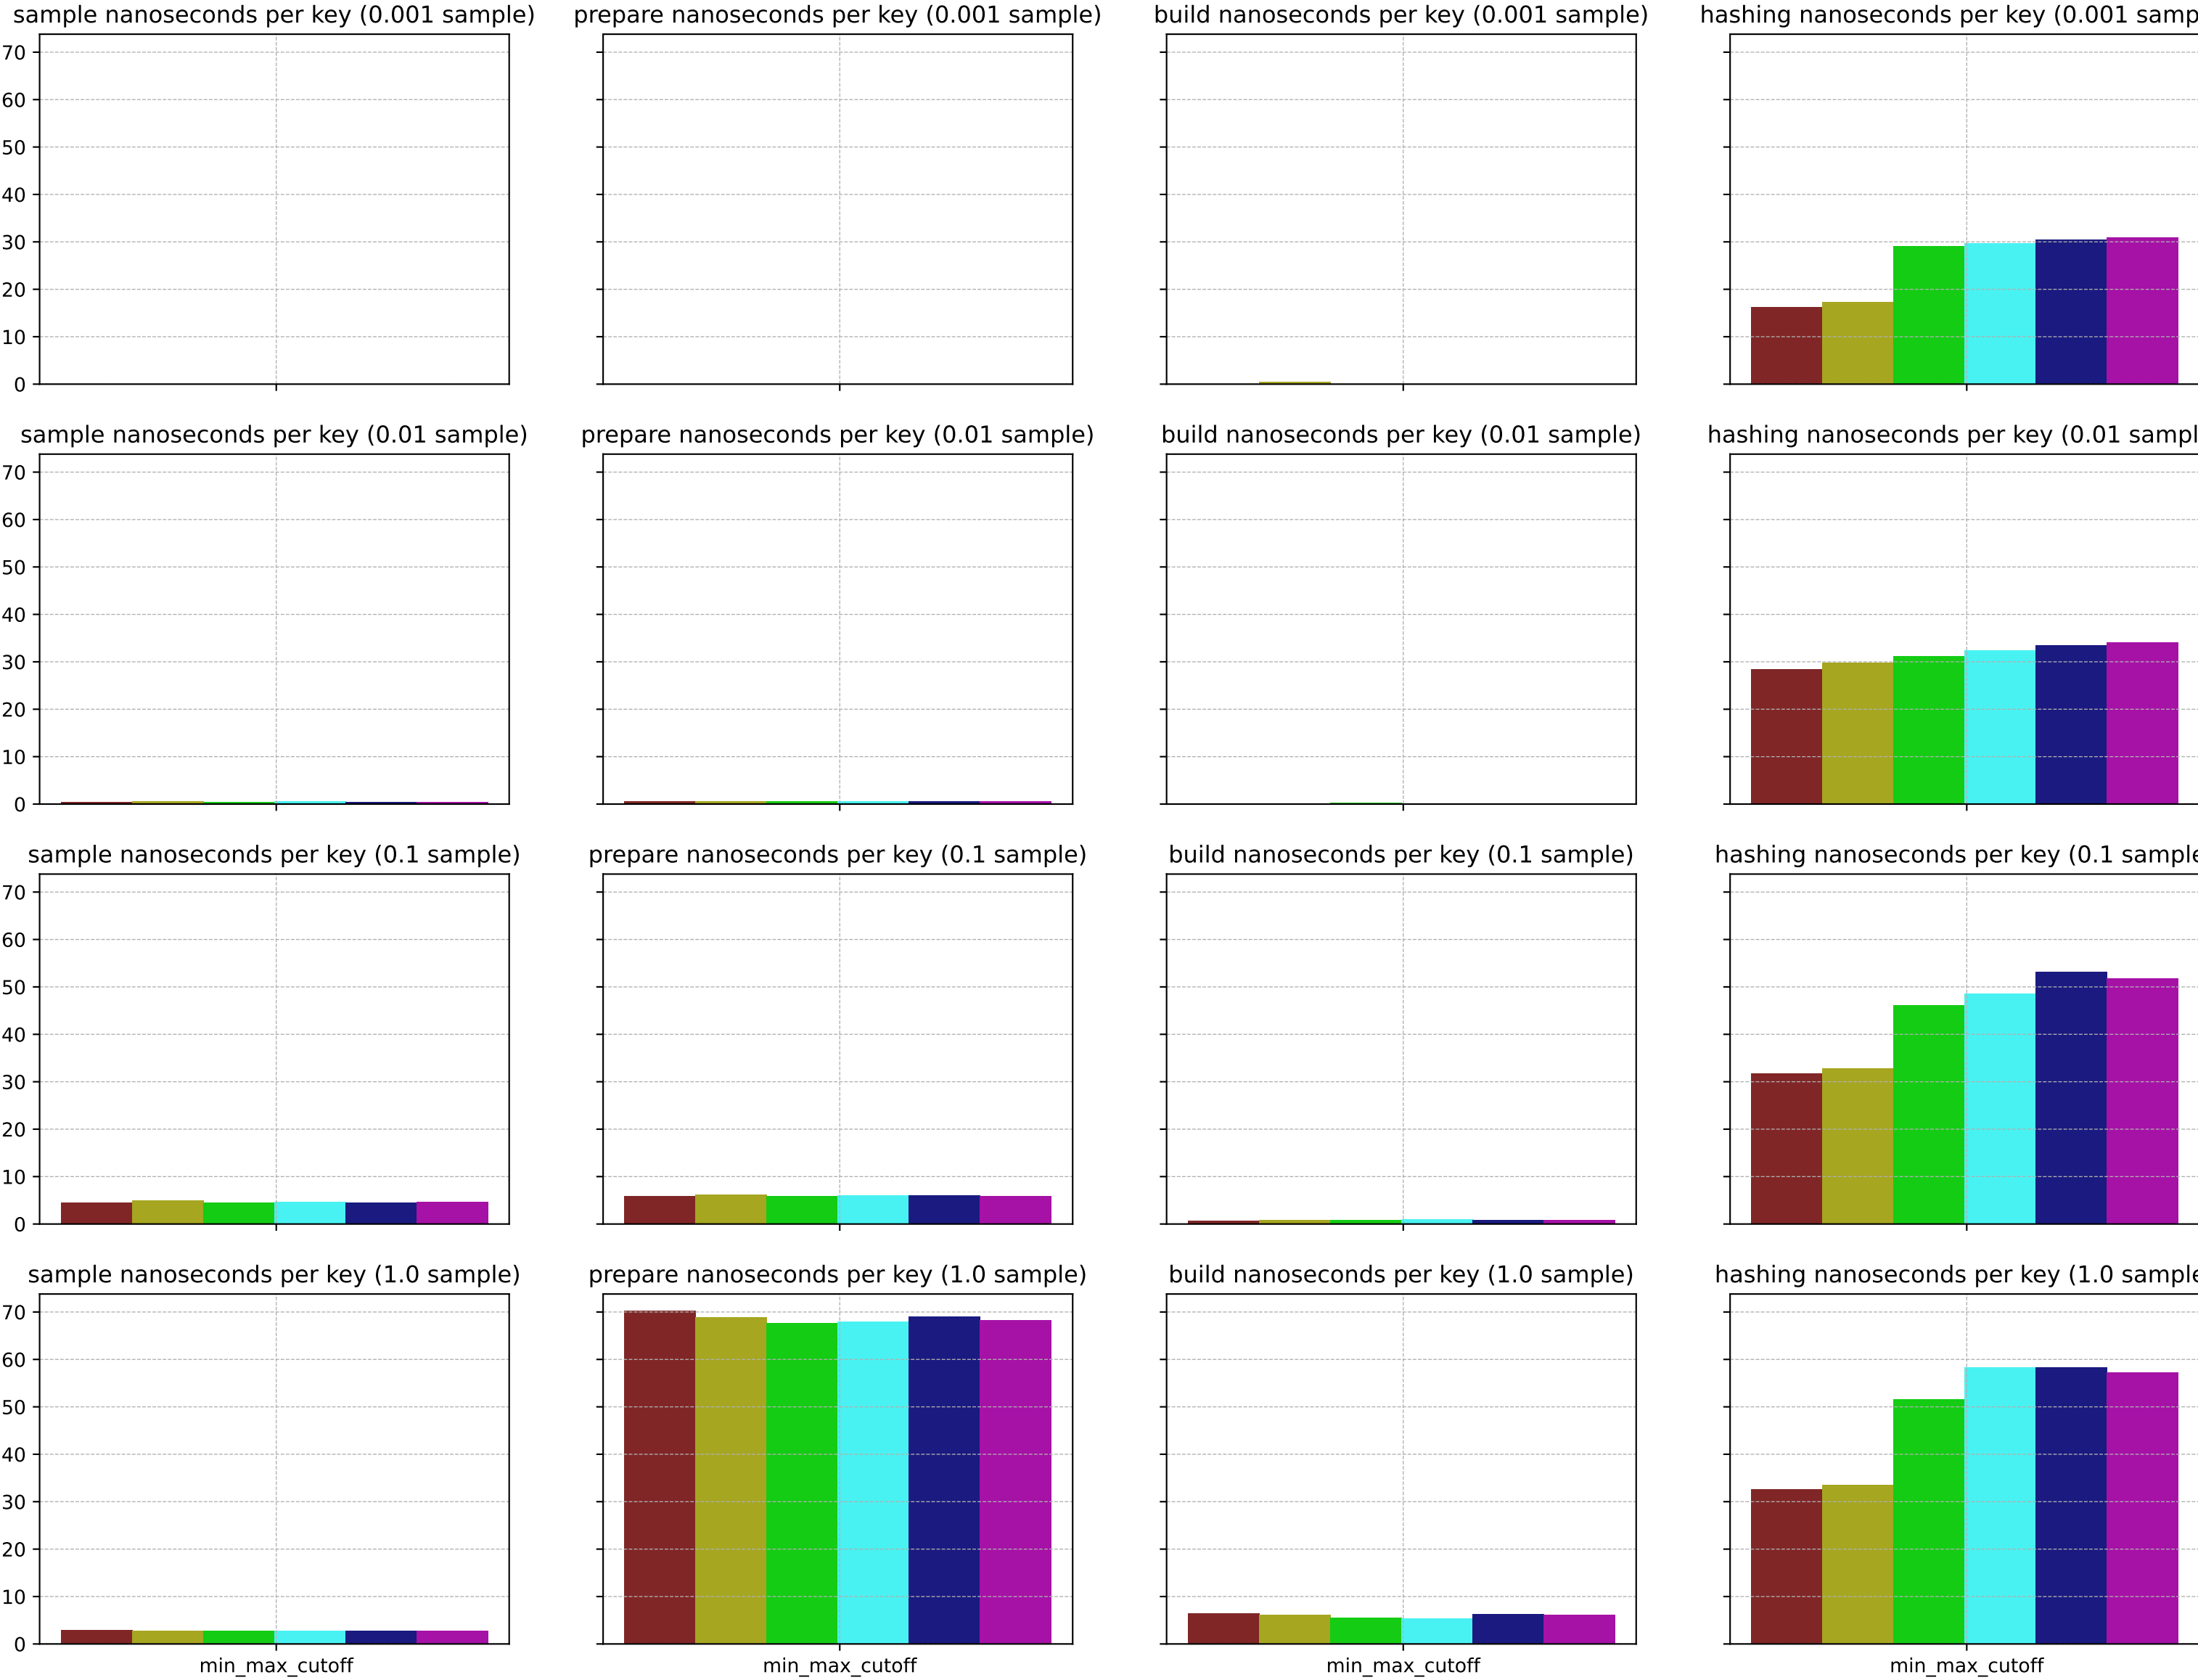 sample nanoseconds per key (0.001 sample)
prepare nanoseconds per key (0.001 sample)
build nanoseconds per key (0.001 sample)
hashing nanoseconds per key (0.001 samp
70
60
50
40
30
20
10
0
sample nanoseconds per key (0.01 sample)
prepare nanoseconds per key (0.01 sample)
build nanoseconds per key (0.01 sample)
hashing nanoseconds per key (0.01 sampl
70
60
50
40
30
20
10
0
sample nanoseconds per key (0.1 sample)
prepare nanoseconds per key (0.1 sample)
build nanoseconds per key (0.1 sample)
hashing nanoseconds per key (0.1 sample
70
60
50
40
30
20
10
0
sample nanoseconds per key (1.0 sample)
prepare nanoseconds per key (1.0 sample)
build nanoseconds per key (1.0 sample)
hashing nanoseconds per key (1.0 sample
70
60
50
40
30
20
10
0
min_max_cutoff
min_max_cutoff
min_max_cutoff
min_max_cutoff